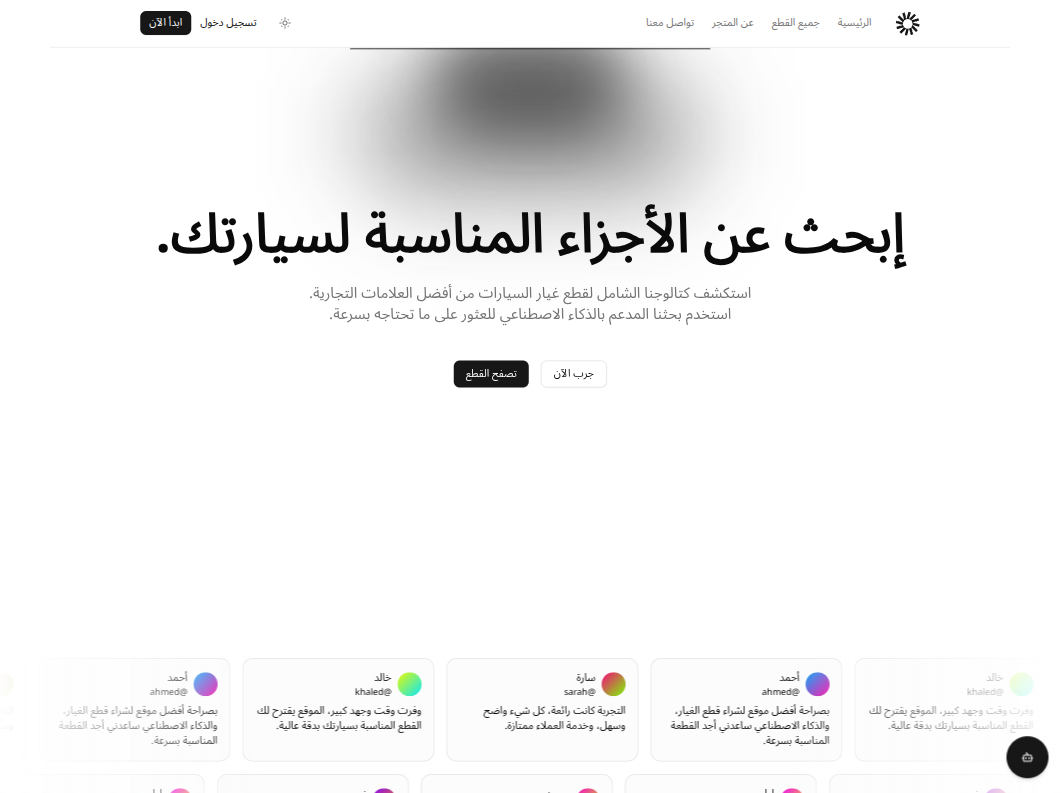 الرئيسية
جميع القطع
عن المتجر
تواصل معنا
تسجيل دخول
ابدأ الآن
إبحث عن الأجزاء المناسبة لسيارتك.
استكشف كتالوجنا الشامل لقطع غيار السيارات من أفضل العلامات التجارية.
استخدم بحثنا المدعم بالذكاء الاصطناعي للعثور على ما تحتاجه بسرعة.
جرب الآن
تصفح القطع
خالد
@khaled
وفرت وقت وجهد كبير، الموقع يقترح لك
القطع المناسبة بسيارتك بدقة عالية.
أحمد
@ahmed
بصراحة أفضل موقع لشراء قطع الغيار،
والذكاء الاصطناعي ساعدني أجد القطعة
المناسبة بسرعة.
سارة
@sarah
التجربة كانت رائعة، كل شيء واضح
وسهل، وخدمة العملاء ممتازة.
خالد
@khaled
وفرت وقت وجهد كبير، الموقع يقترح لك
القطع المناسبة بسيارتك بدقة عالية.
أحمد
@ahmed
بصراحة أفضل موقع لشراء قطع الغيار،
والذكاء الاصطناعي ساعدني أجد القطعة
المناسبة بسرعة.